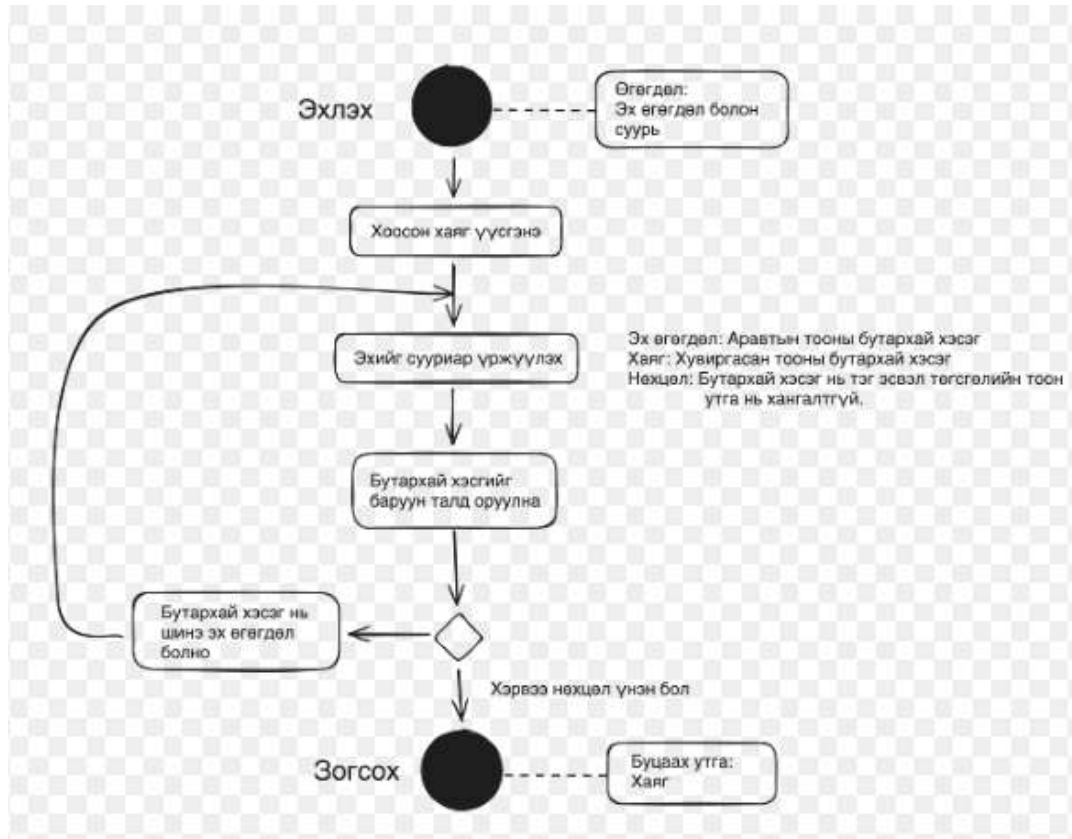 Эхлэх
Өгөгдөл:
Эх өгөгдөл болон
суурь
Хоосон хаяг үүсгэнэ
Эхийг сууриар үржүүлэх
Эх өгөгдөл: Аравтын тооны бутархай хэсэг
Хаяг: Хувиргасан тооны бутархай хэсэг
Нөхцөл: Бутархай хэсэг нь тэг эсвэл төгсгөлийн тоон
утга нь хангалтгүй.
Бутархай хэсгийг
баруун талд оруулна
Бутархай хэсэг нь
шинэ эх өгөгдөл
болно
Хэрвээ нөхцөл үнэн бол
Зогсох
Буцаах утга:
Хаяг